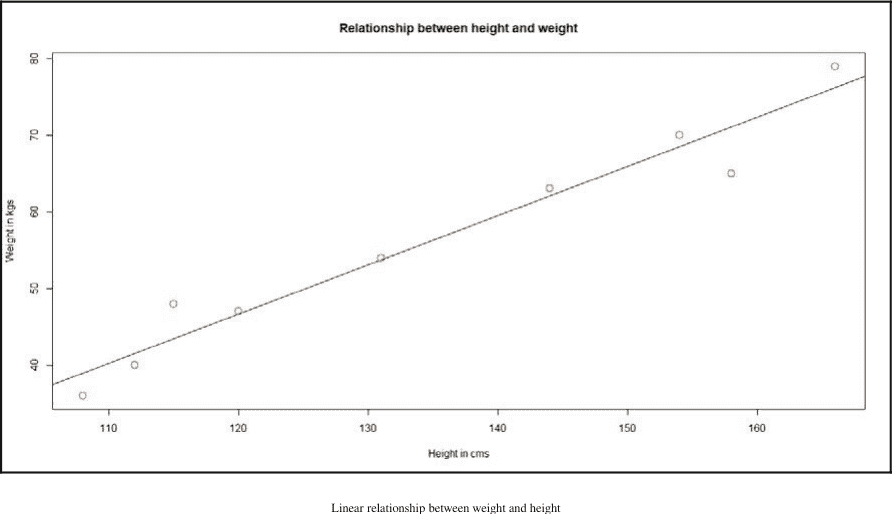 Relationship between height and weight
80
70
60
50
40
Weight in kgs
110 120 130 140 150 160
Height in cms
Linear relationship between weight and height